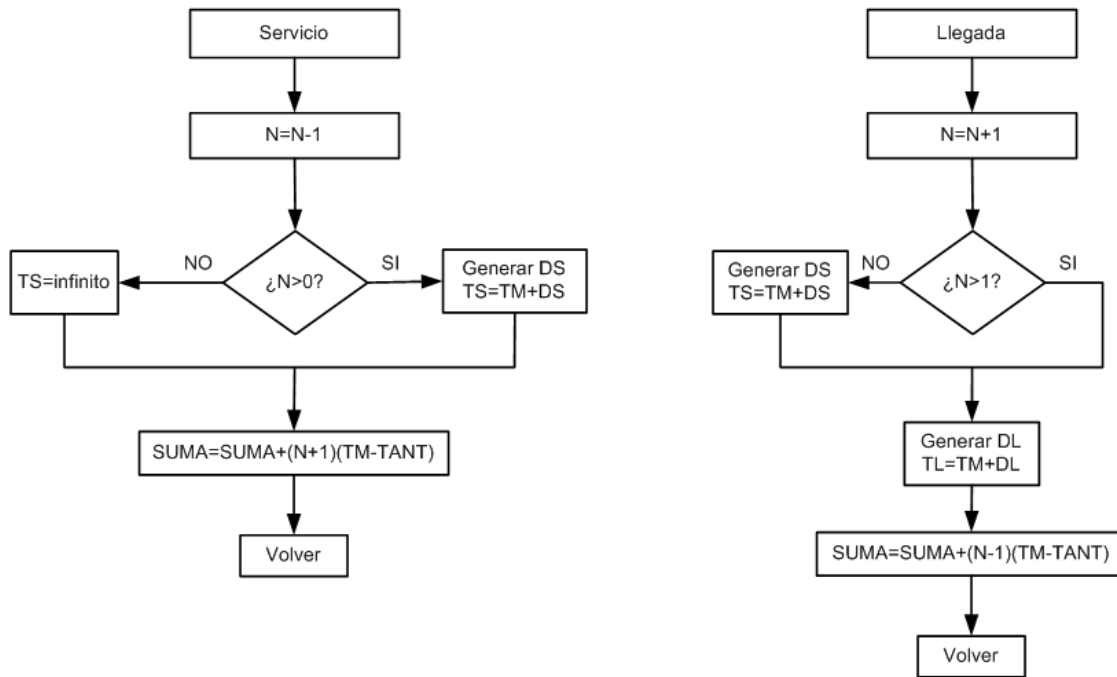 Servicio
N=N-1
¿N>0?
NO
SI
TS=infinito
Generar DS
TS=TM+DS
SUMA=SUMA+(N+1)(TM-TANT)
Volver
Llegada
N=N+1
¿N>1?
NO
SI
Generar DS
TS=TM+DS
Generar DL
TL=TM+DL
SUMA=SUMA+(N-1)(TM-TANT)
Volver